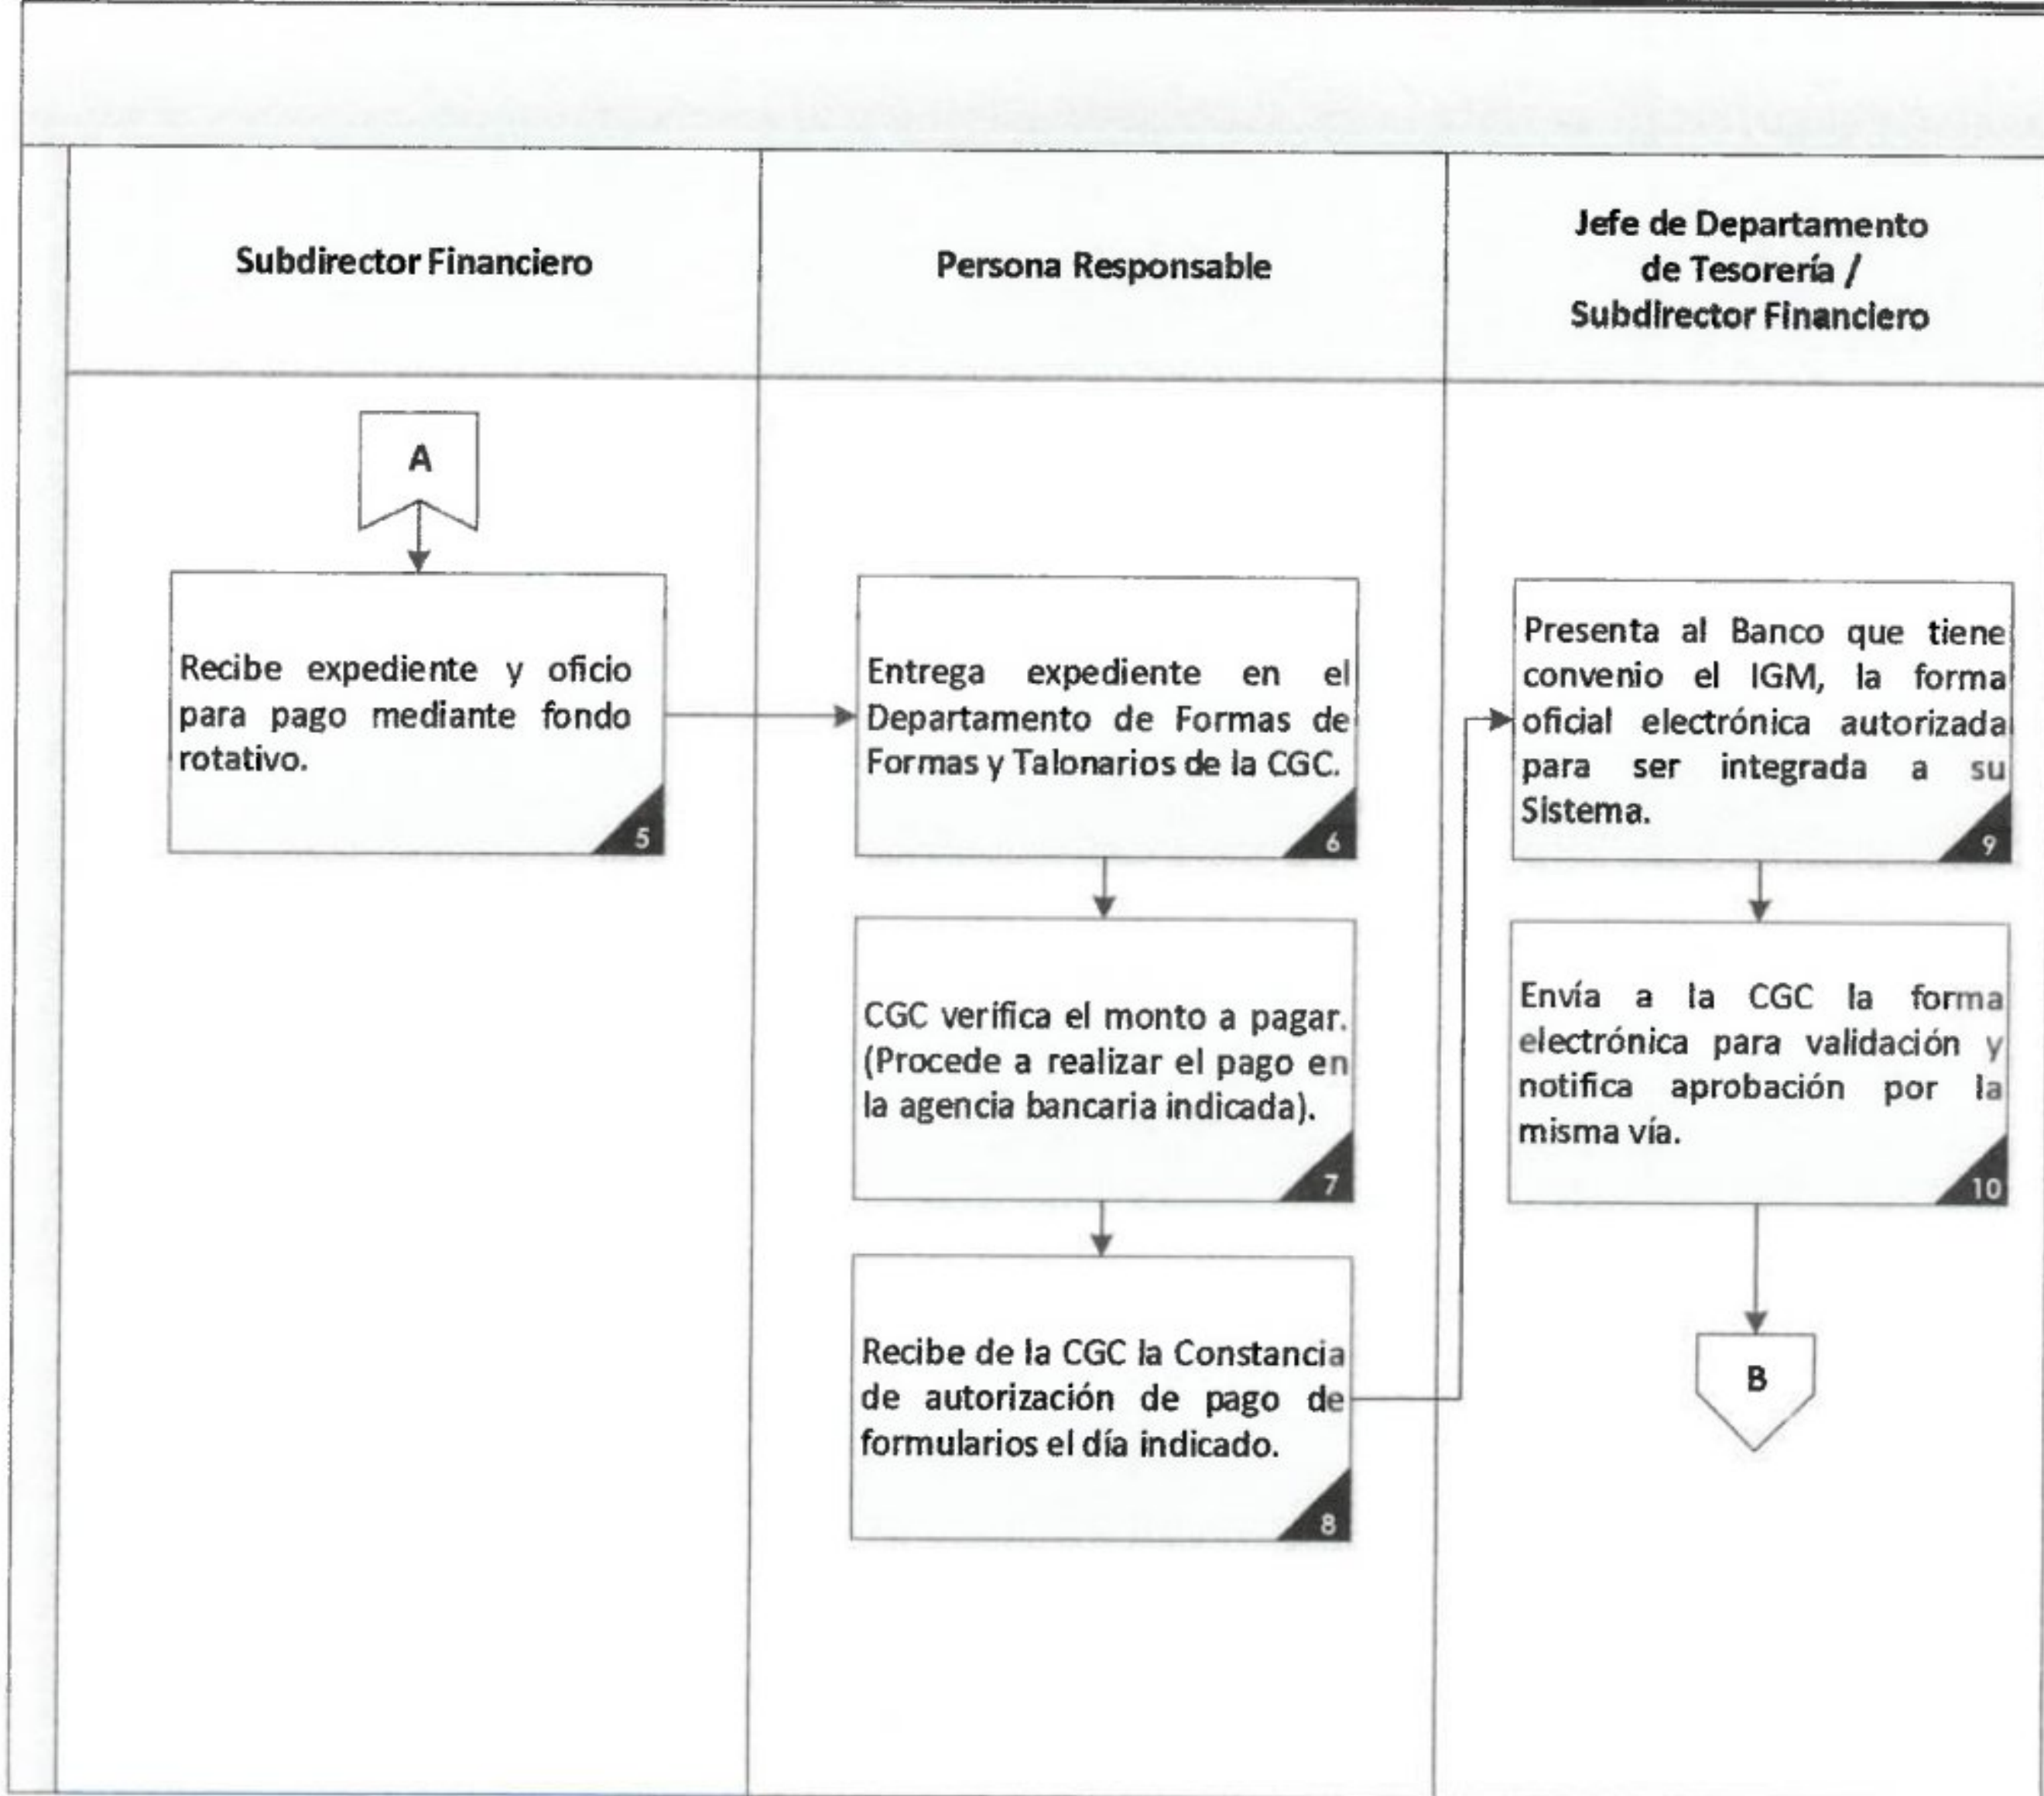 Subdirector Financiero
Persona Responsable
Jefe de Departamento
de Tesorería /
Subdirector Financiero
A
Recibe expediente y oficio
para pago mediante fondo
rotativo.
5
Entrega expediente en el
Departamento de Formas de
Formas y Talonarios de la CGC.
6
CGC verifica el monto a pagar.
(Procede a realizar el pago en
la agencia bancaria indicada).
7
Recibe de la CGC la Constancia
de autorización de pago de
formularios el día indicado.
8
Presenta al Banco que tiene
convenio el IGM, la forma
oficial electrónica autorizada
para ser integrada a su
Sistema.
9
Envía a la CGC la forma
electrónica para validación y
notifica aprobación por la
misma vía.
10
B